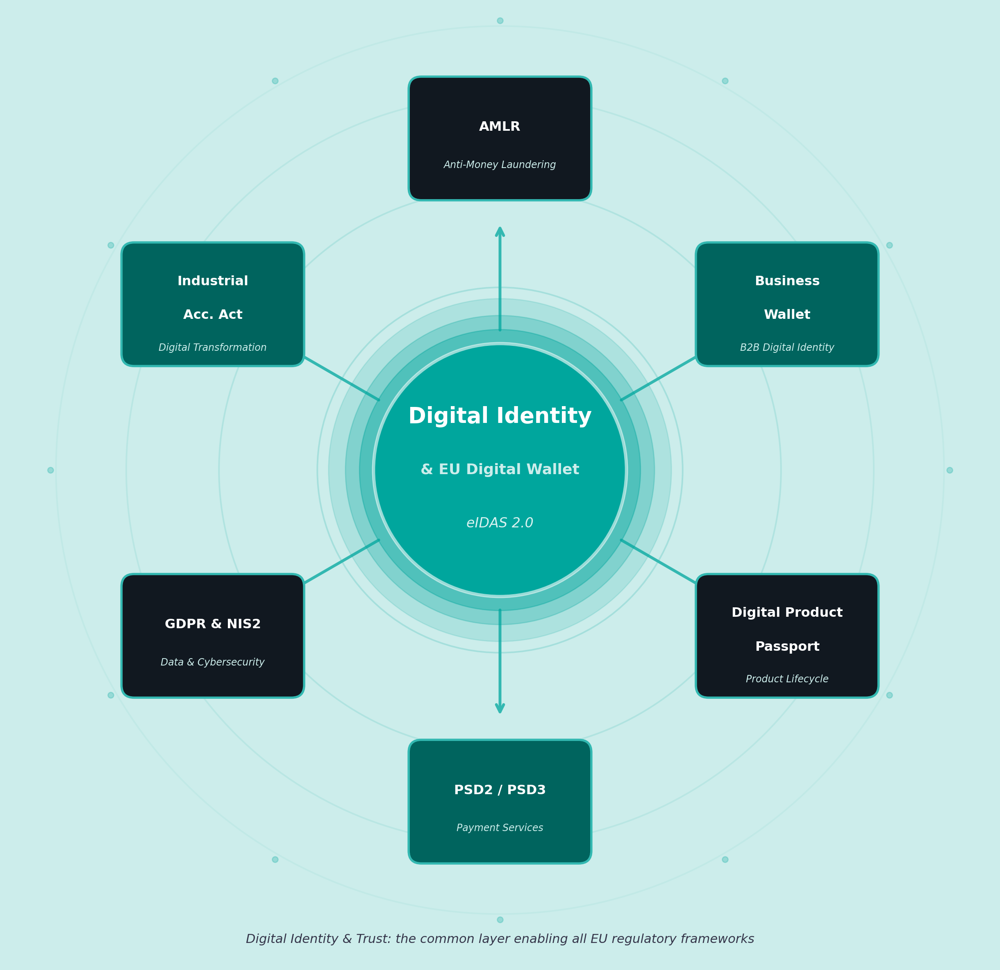 AMLR
Anti-Money Laundering
Industrial
Acc. Act
Digital Transformation
Business
Wallet
B2B Digital Identity
Digital Identity
& EU Digital Wallet
eIDAS 2.0
GDPR & NIS2
Data & Cybersecurity
Digital Product
Passport
Product Lifecycle
PSD2 / PSD3
Payment Services
Digital Identity & Trust: the common layer enabling all EU regulatory frameworks